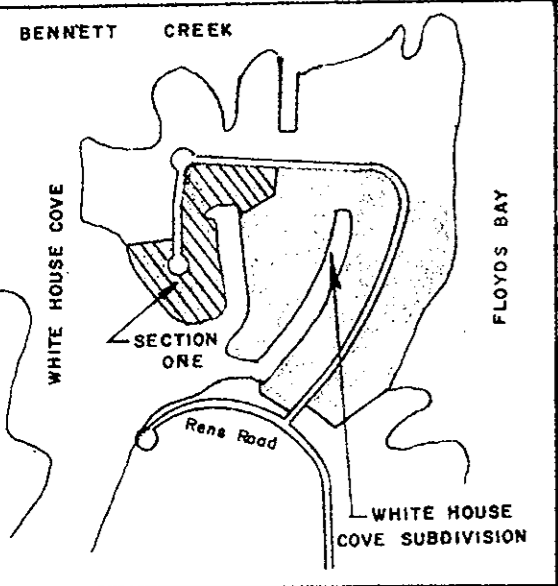 BENNETT CREEK
WHITE HOUSE COVE
FLOYDS BAY
SECTION
ONE
Rens Road
WHITE HOUSE
COVE SUBDIVISION